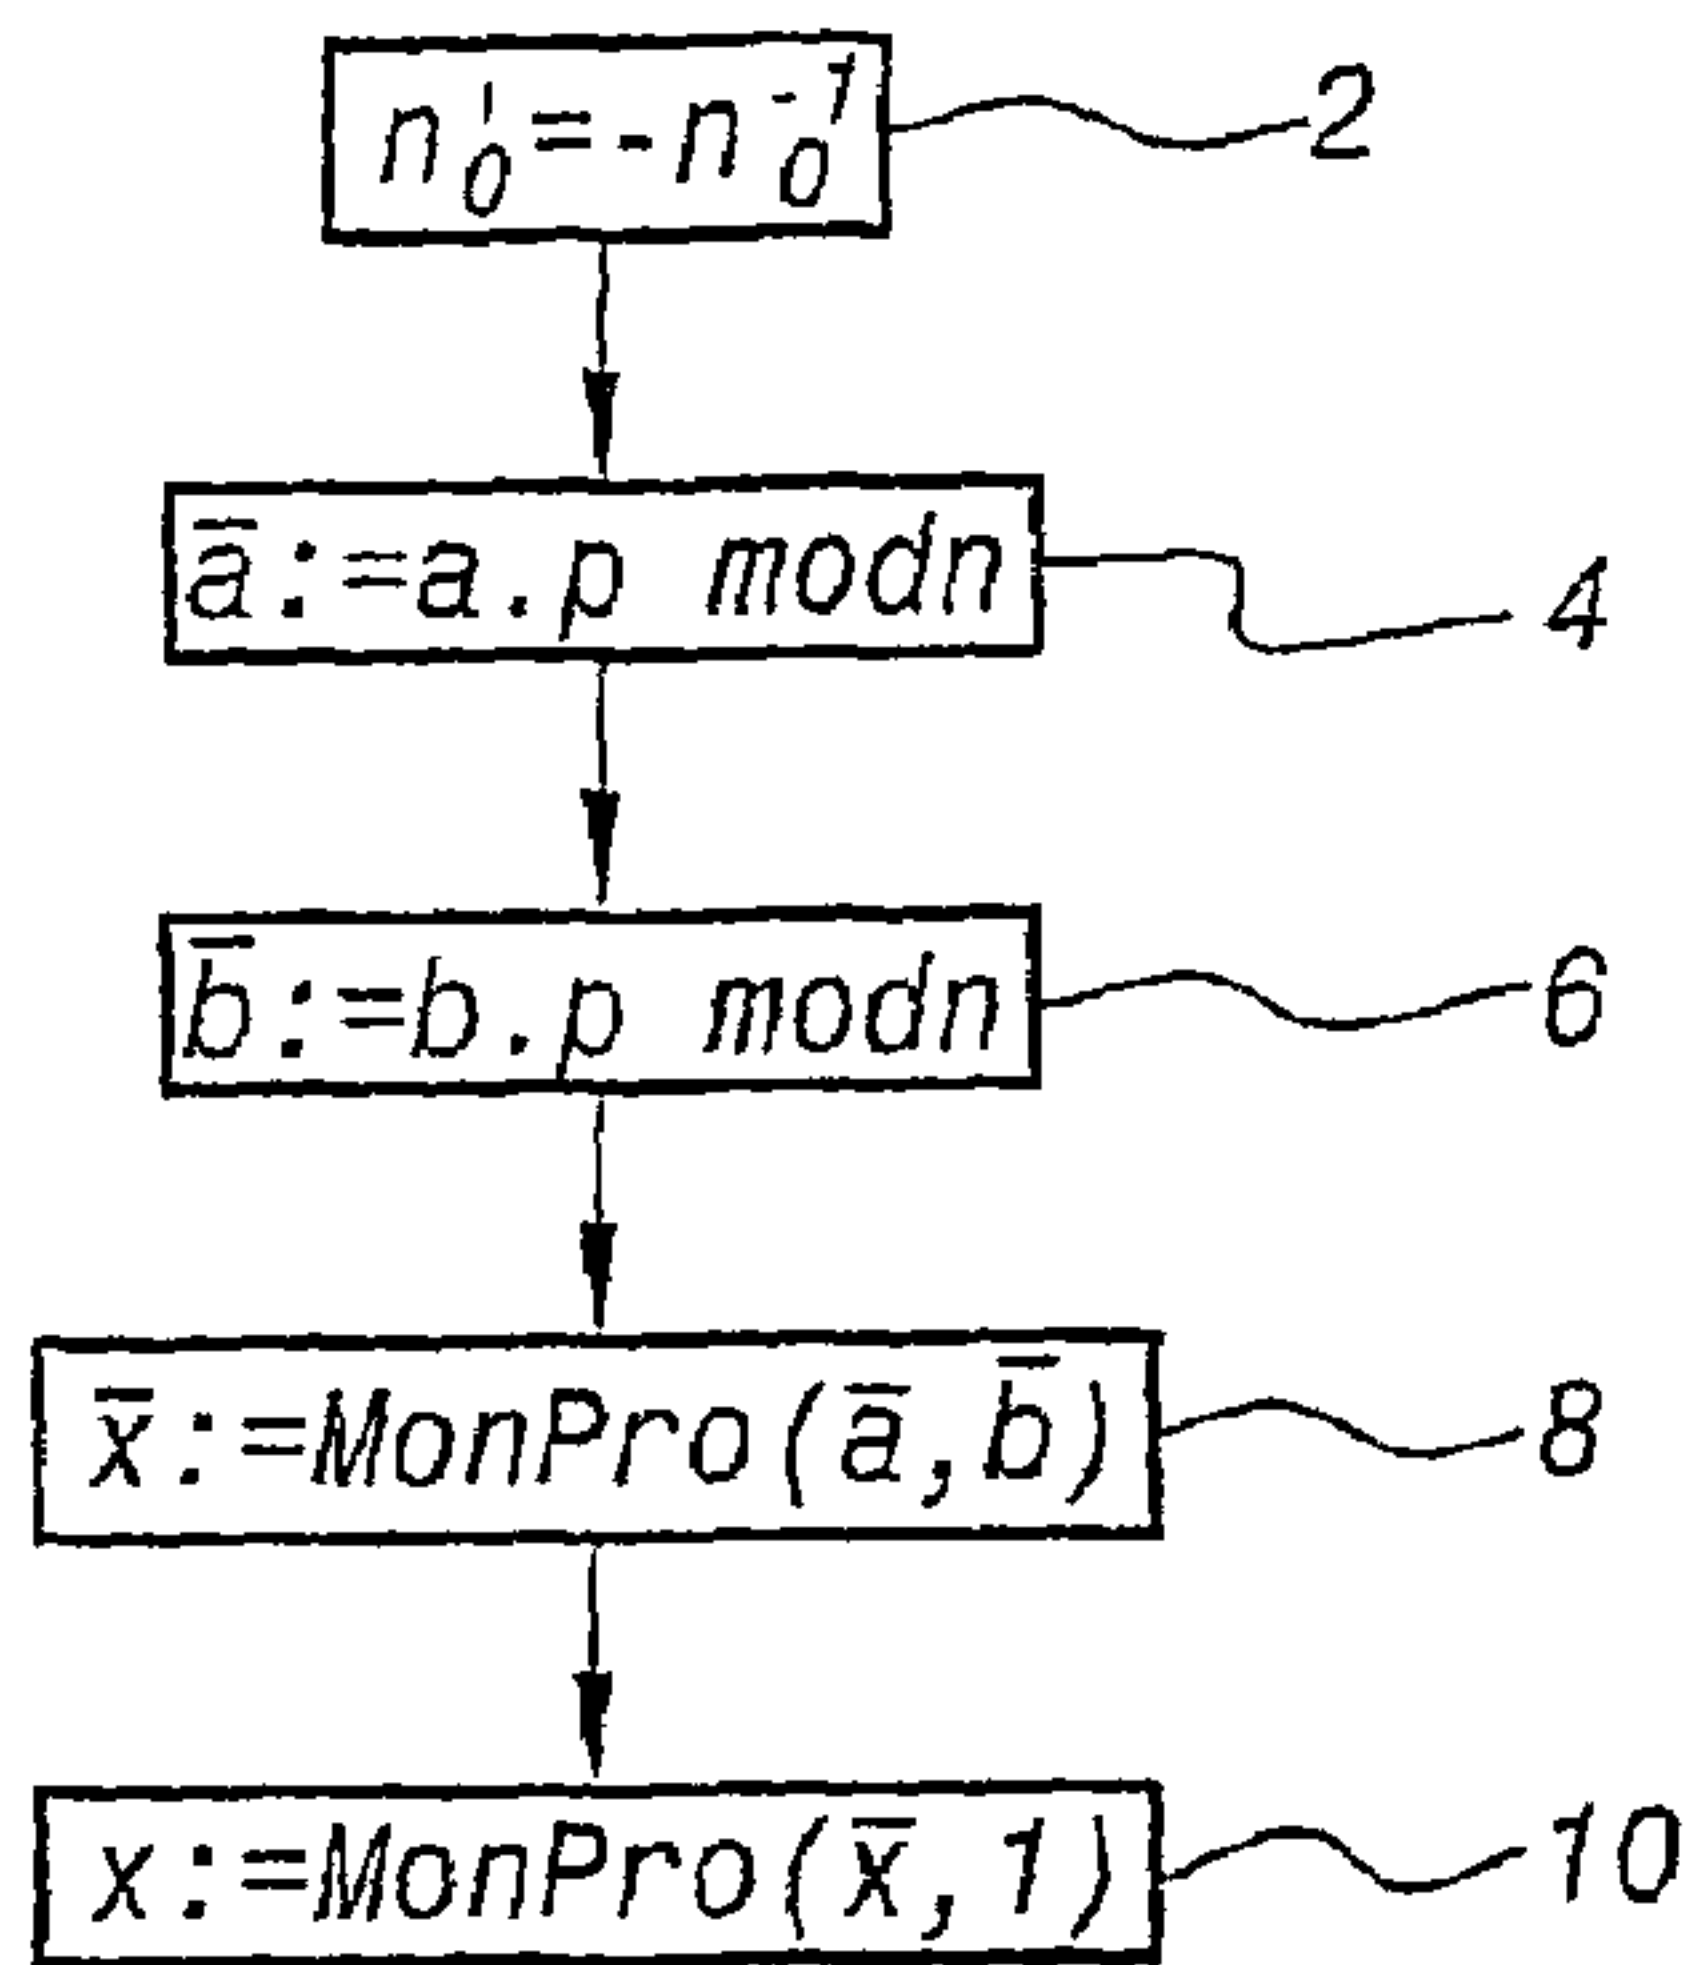 n'₀=-n₀⁻¹ 2
a̅:=a.p modn 4
b̅:=b.p modn 6
x̅:=MonPro(a̅,b̅) 8
x:=MonPro(x̅,1) 10